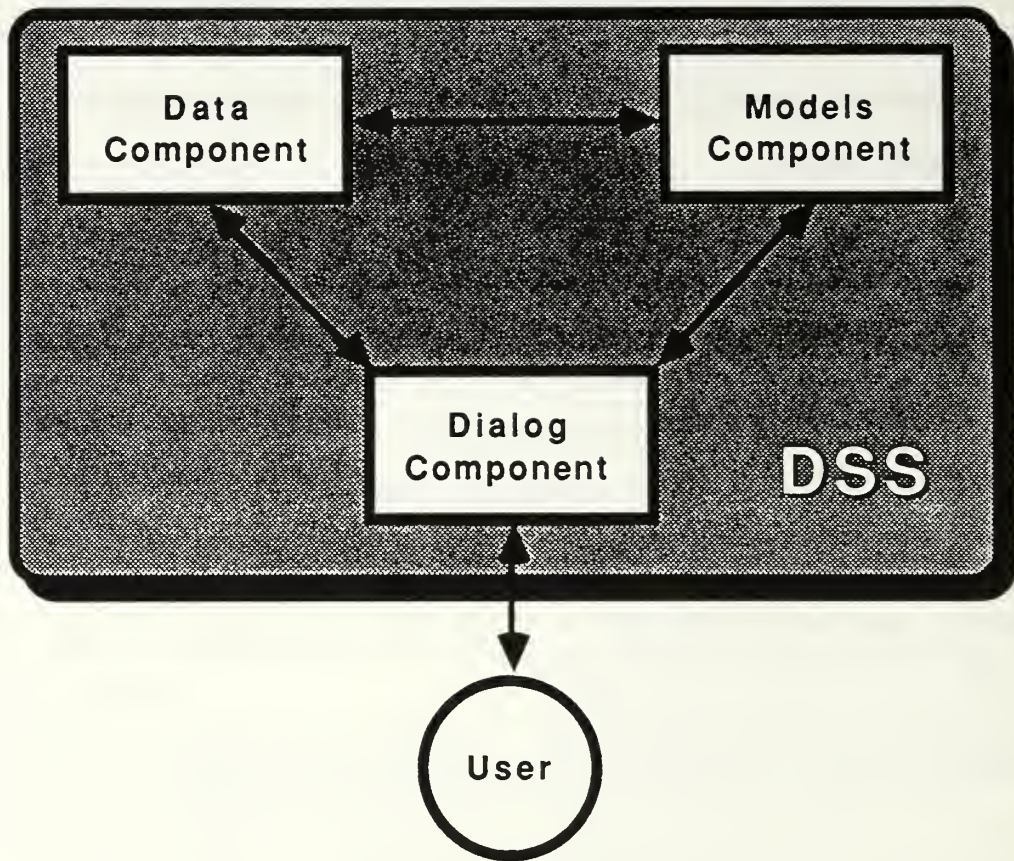 Data
Component
Models
Component
Dialog
Component
DSS
User